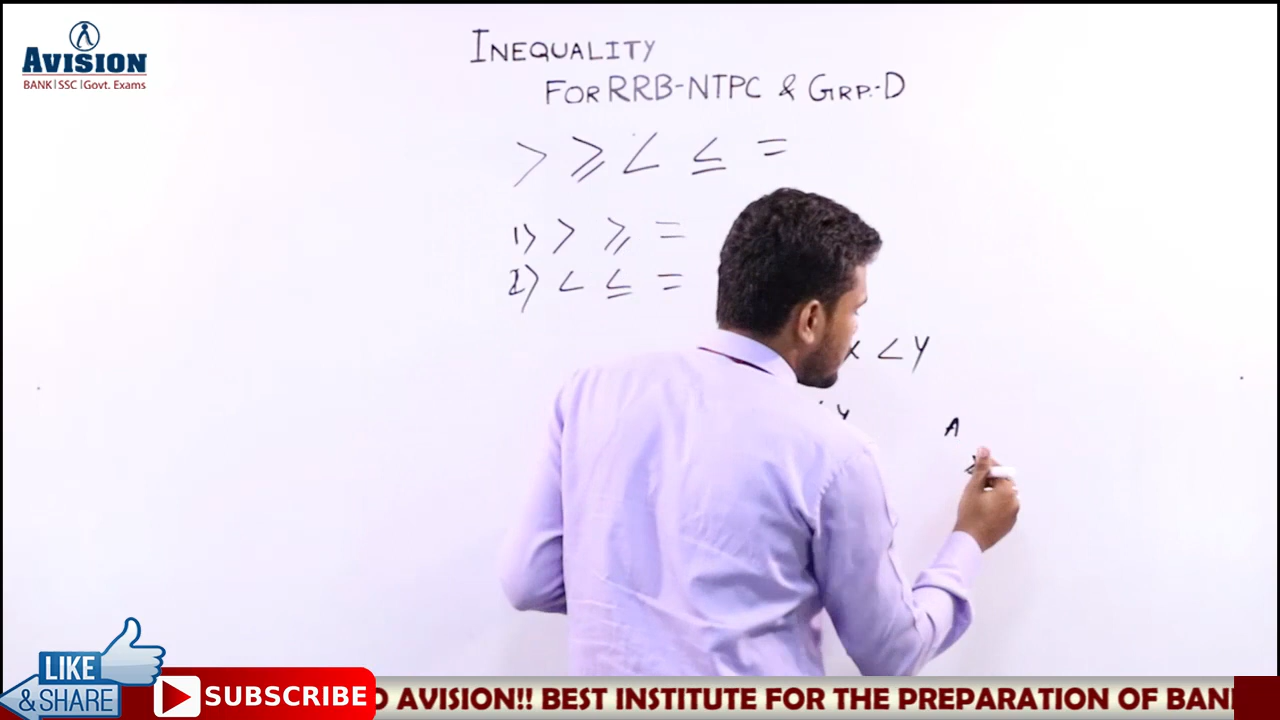 AVISION
BANK|SSC|Govt. Exams
INEQUALITY
FOR RRB-NTPC & GRP.-D
> ≥ < ≤ =
1) > ≥ =
2) < ≤ =
X < Y
Y
A
LIKE
& SHARE
SUBSCRIBE
O AVISION!! BEST INSTITUTE FOR THE PREPARATION OF BAN